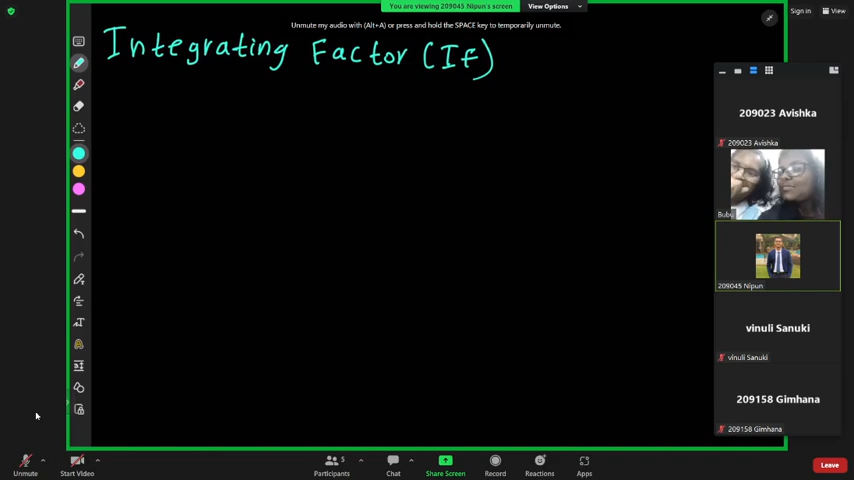 You are viewing 209045 Nipun's screen
View Options
Sign in
View
Unmute my audio with (Alt+A) or press and hold the SPACE key to temporarily unmute.
Integrating Factor (If)
209023 Avishka
209023 Avishka
Bubu
209045 Nipun
vinuli Sanuki
vinuli Sanuki
209158 Gimhana
209158 Gimhana
Unmute
Start Video
Participants
5
Chat
Share Screen
Record
Reactions
Apps
Leave